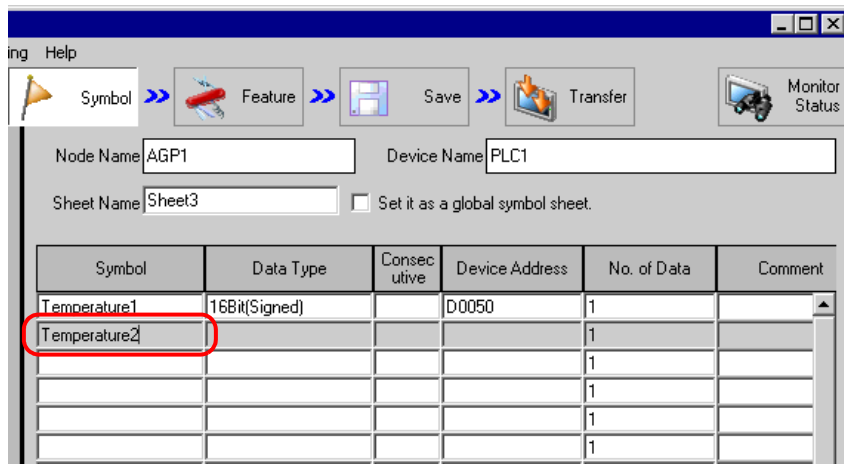 ing Help
Symbol Feature Save Transfer Monitor Status
Node Name AGP1 Device Name PLC1
Sheet Name Sheet3 Set it as a global symbol sheet.
Symbol Data Type Consecutive Device Address No. of Data Comment
Temperature1 16Bit(Signed) D0050 1
Temperature2 1
1
1
1
1